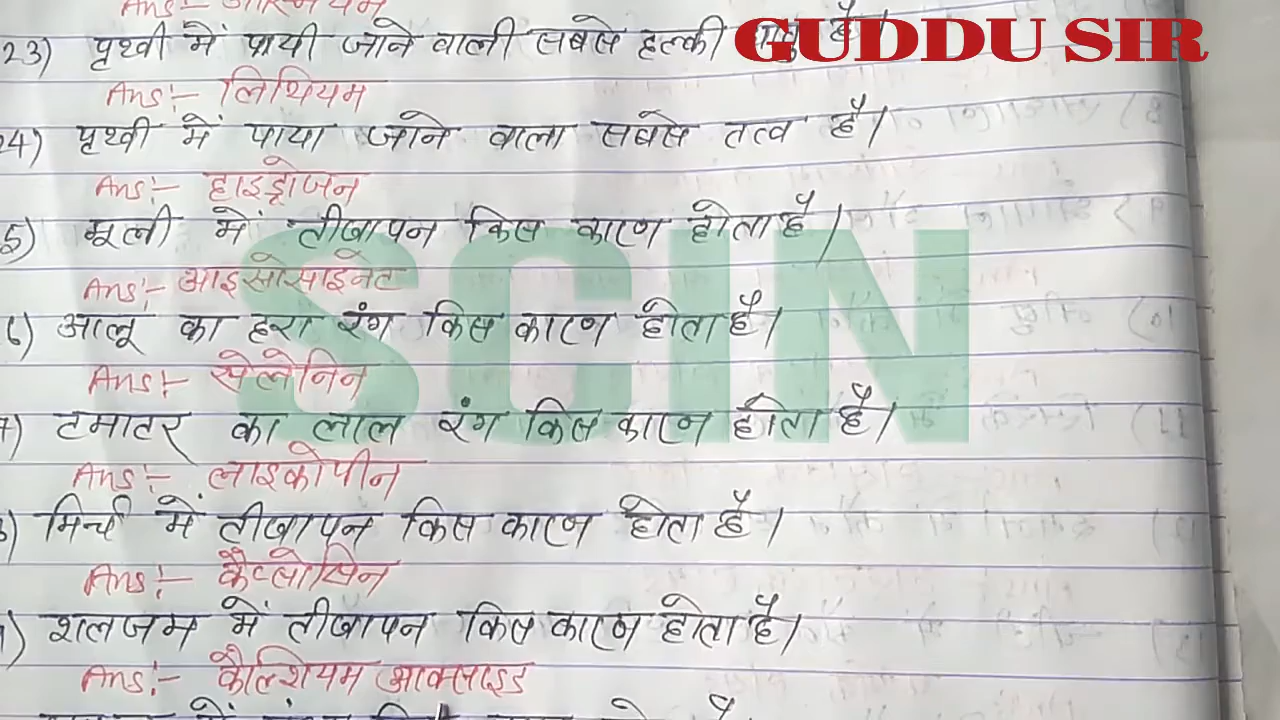 GUDDU SIR
23) पृथ्वी में पायी जाने वाली सबसे हल्की
Ans:- लिथियम
24) पृथ्वी में पाया जाने वाला सबसे तत्व है।
Ans:- हाइड्रोजन
5) मूली में तीखापन किस कारण होता है।
Ans:- आइसोसाइनेट
6) आलू का हरा रंग किस कारण होता है।
Ans:- सेलेनिन
7) टमाटर का लाल रंग किस कारण होता है।
Ans:- लाइकोपीन
) मिर्च में तीखापन किस कारण होता है।
Ans:- कैप्लोसिन
) शलजम में तीखापन किस कारण होता है।
Ans:- कैल्शियम आक्साइड
SCIN